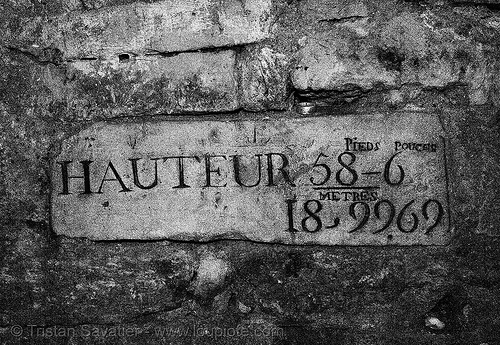 PIEDS POUCES
HAUTEUR 58-6
METRES
18,9969
© Tristan Savatier - www.loupiote.com